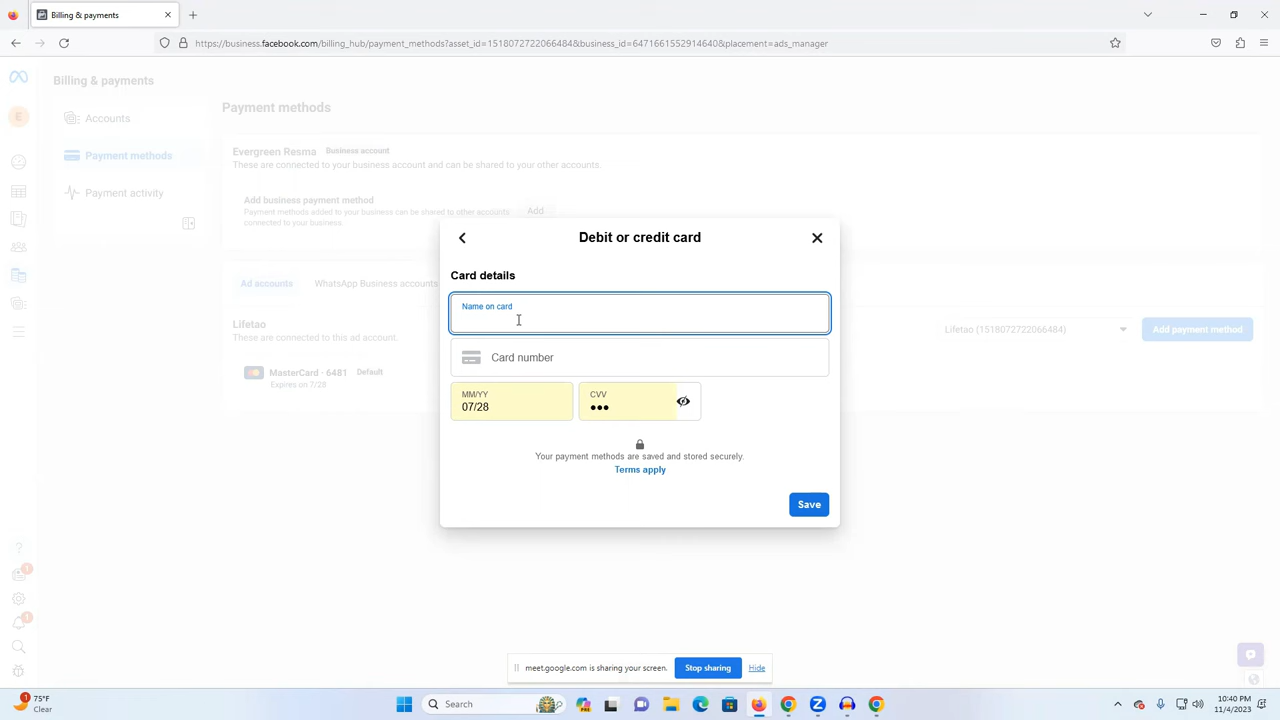 Billing & payments
https://business.facebook.com/billing_hub/payment_methods?asset_id=1518072722066484&business_id=6471661552914640&placement=ads_manager
Billing & payments
E
Accounts
Payment methods
Payment activity
Payment methods
Evergreen Resma Business account
These are connected to your business account and can be shared to your other accounts.
Add business payment method
Payment methods added to your business can be shared to other accounts
connected to your business.
Add
Ad accounts
WhatsApp Business accounts
Lifetao
These are connected to this ad account.
Lifetao (1518072722066484)
Add payment method
MasterCard · 6481 Default
Expires on 7/28
Debit or credit card
Card details
Name on card
Card number
MM/YY
07/28
CVV
•••
Your payment methods are saved and stored securely.
Terms apply
Save
1
1
meet.google.com is sharing your screen.
Stop sharing
Hide
1
75°F
Clear
Search
10:40 PM
11/4/2023